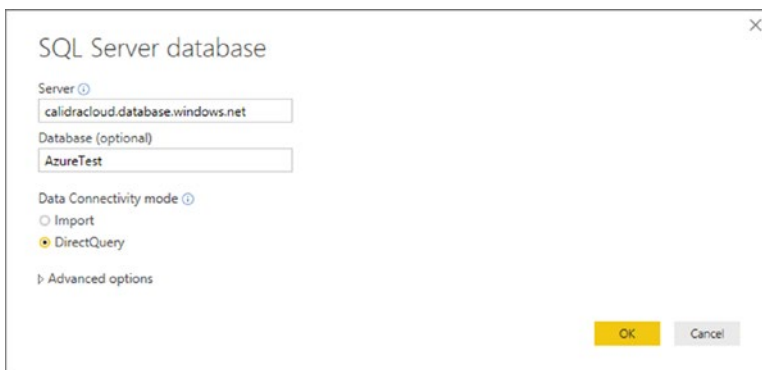 SQL Server database
Server
calidracloud.database.windows.net
Database (optional)
AzureTest
Data Connectivity mode
Import
DirectQuery
Advanced options
OK Cancel